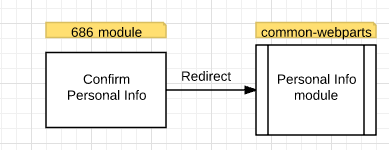 686 module
common-webparts
Confirm
Personal Info
Redirect
Personal Info
module